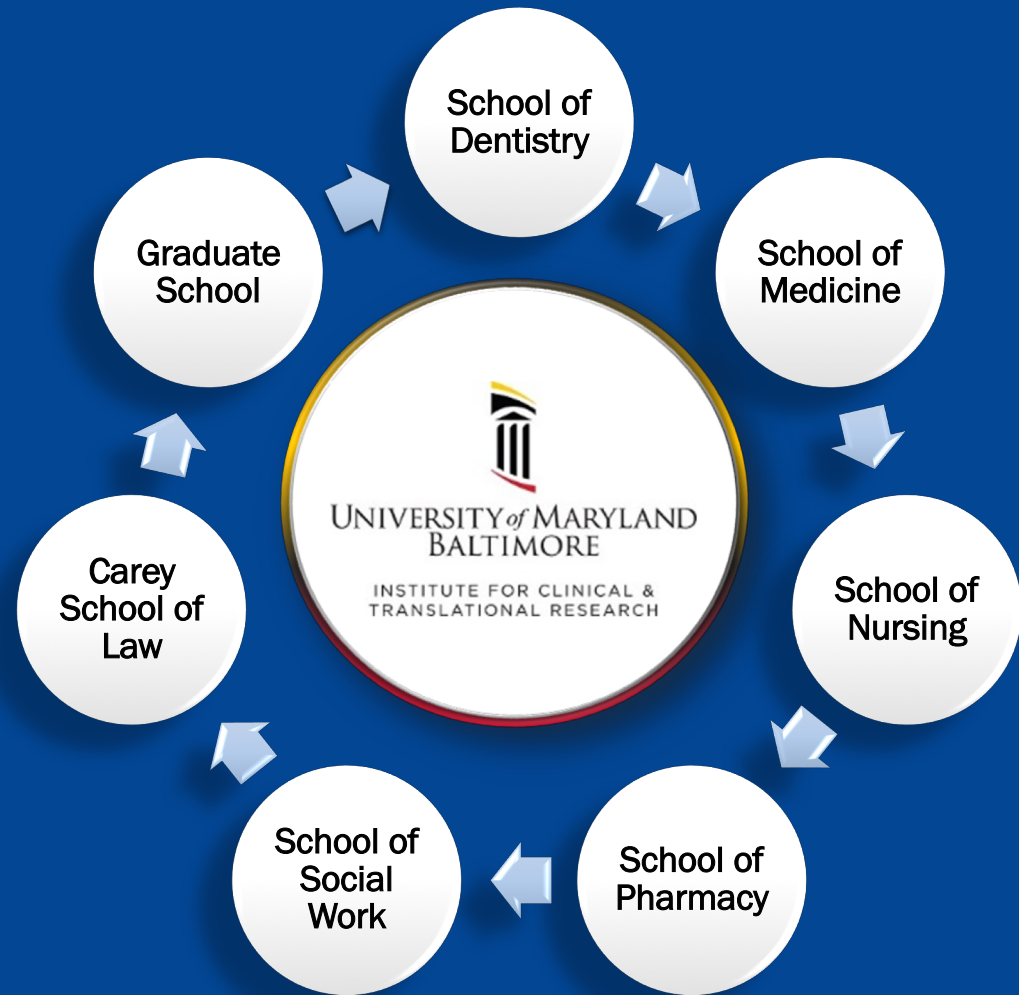 School of
Dentistry
School of
Medicine
School of
Nursing
School of
Pharmacy
School of
Social
Work
Carey
School of
Law
Graduate
School
UNIVERSITY of MARYLAND
BALTIMORE
INSTITUTE FOR CLINICAL &
TRANSLATIONAL RESEARCH